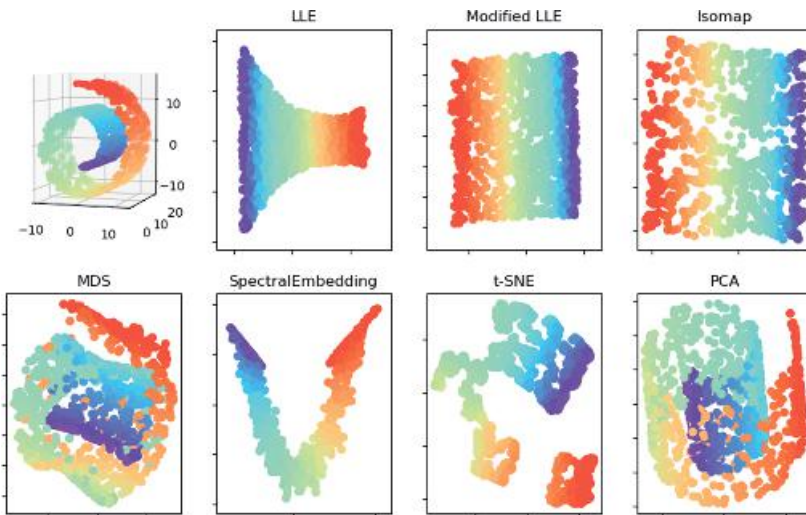 LLE
Modified LLE
Isomap
10
0
−10
−10
0
10
0
10
20
MDS
SpectralEmbedding
t-SNE
PCA